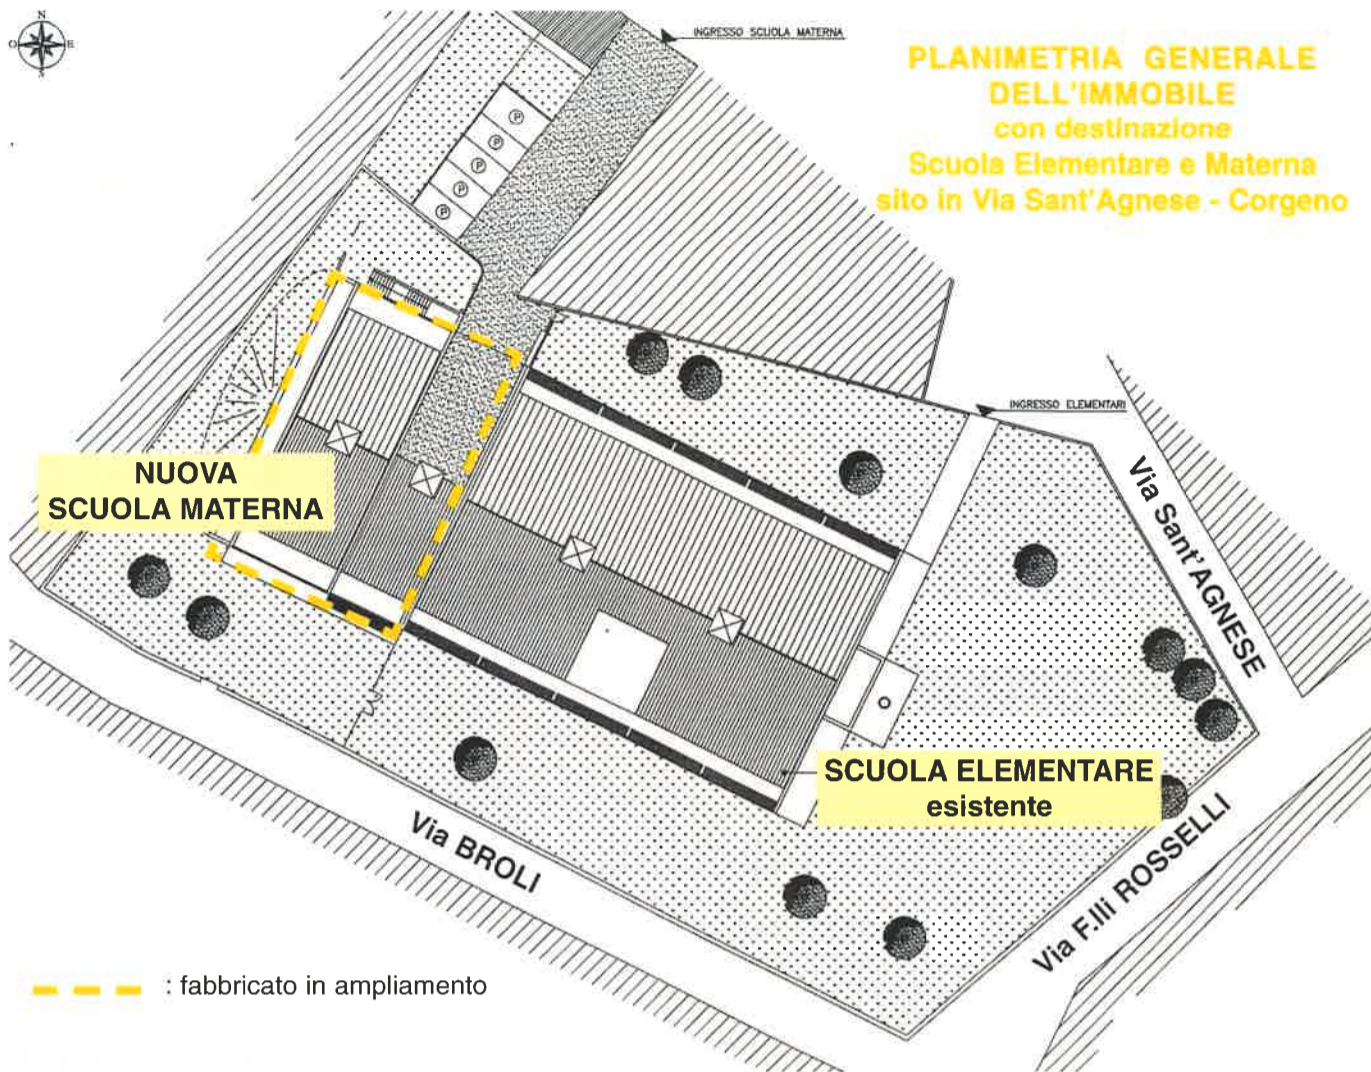 N
O E
S
INGRESSO SCUOLA MATERNA
PLANIMETRIA GENERALE
DELL'IMMOBILE
con destinazione
Scuola Elementare e Materna
sito in Via Sant'Agnese - Corgeno
P
P
P
P
P
INGRESSO ELEMENTARI
NUOVA
SCUOLA MATERNA
Via Sant'AGNESE
SCUOLA ELEMENTARE
esistente
Via BROLI
Via F.lli ROSSELLI
: fabbricato in ampliamento